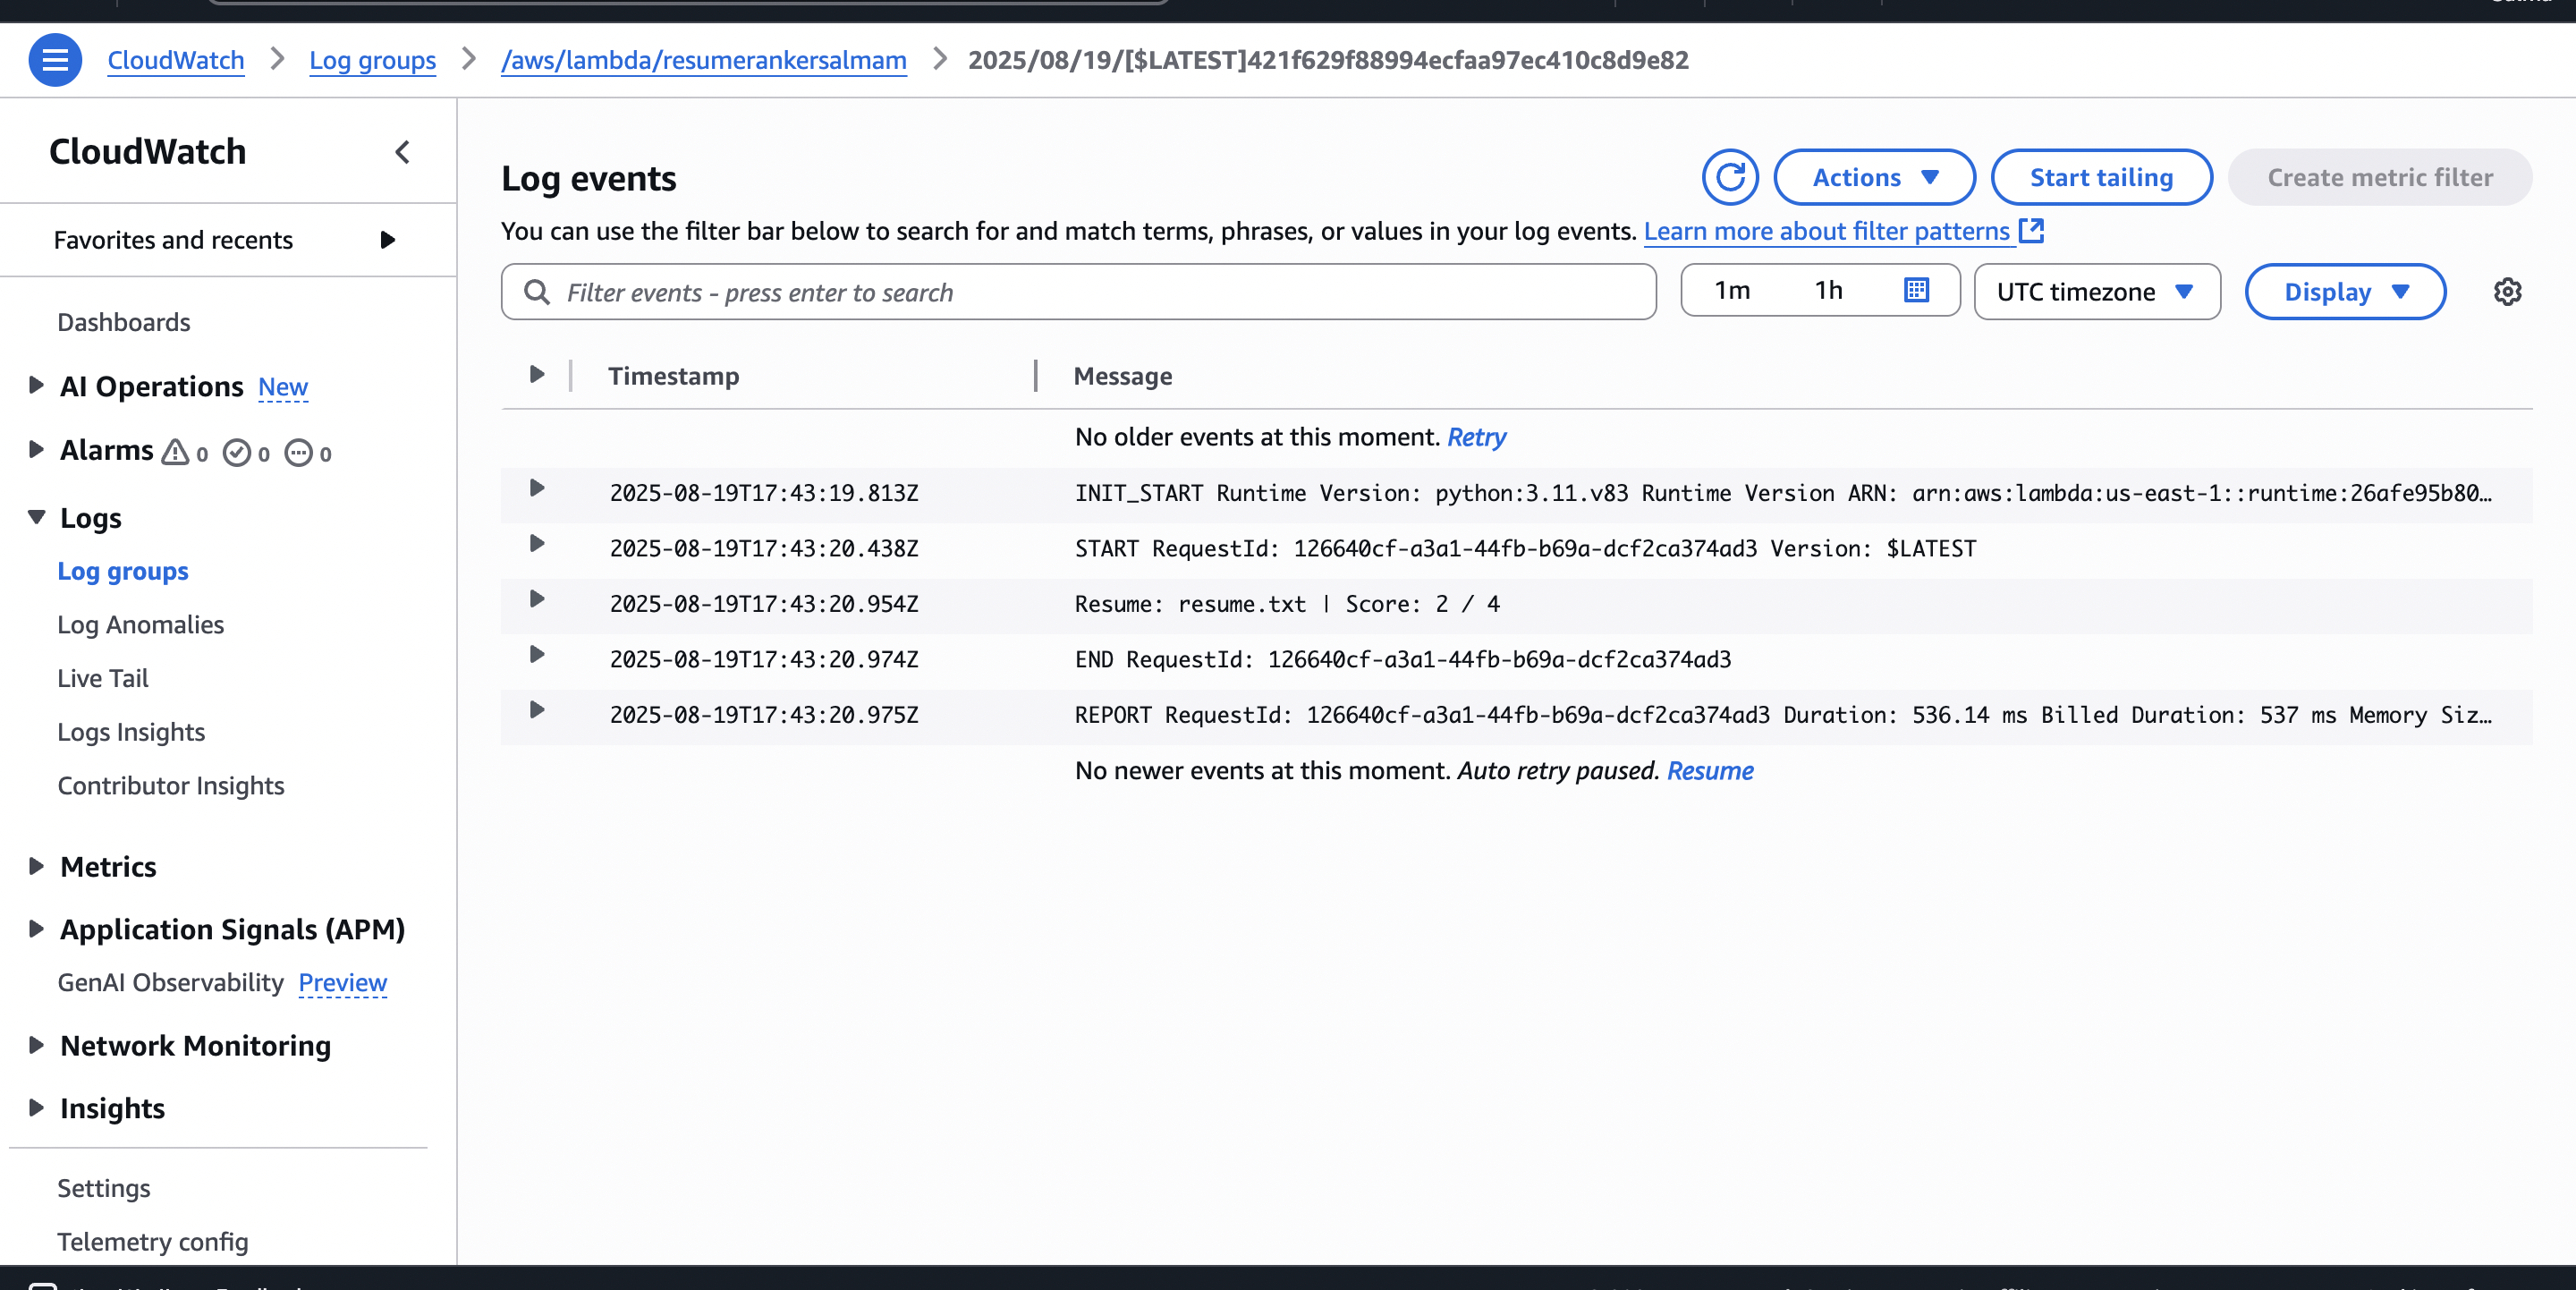 CloudWatch > Log groups > /aws/lambda/resumerankersalmam > 2025/08/19/[$LATEST]421f629f88994ecfaa97ec410c8d9e82
CloudWatch
Favorites and recents
Dashboards
AI Operations New
Alarms 0 0 0
Logs
Log groups
Log Anomalies
Live Tail
Logs Insights
Contributor Insights
Metrics
Application Signals (APM)
GenAI Observability Preview
Network Monitoring
Insights
Settings
Telemetry config
Log events
Actions
Start tailing
Create metric filter
You can use the filter bar below to search for and match terms, phrases, or values in your log events. Learn more about filter patterns
Filter events - press enter to search
1m 1h
UTC timezone
Display
Timestamp Message
No older events at this moment. Retry
2025-08-19T17:43:19.813Z INIT_START Runtime Version: python:3.11.v83 Runtime Version ARN: arn:aws:lambda:us-east-1::runtime:26afe95b80…
2025-08-19T17:43:20.438Z START RequestId: 126640cf-a3a1-44fb-b69a-dcf2ca374ad3 Version: $LATEST
2025-08-19T17:43:20.954Z Resume: resume.txt | Score: 2 / 4
2025-08-19T17:43:20.974Z END RequestId: 126640cf-a3a1-44fb-b69a-dcf2ca374ad3
2025-08-19T17:43:20.975Z REPORT RequestId: 126640cf-a3a1-44fb-b69a-dcf2ca374ad3 Duration: 536.14 ms Billed Duration: 537 ms Memory Siz…
No newer events at this moment. Auto retry paused. Resume